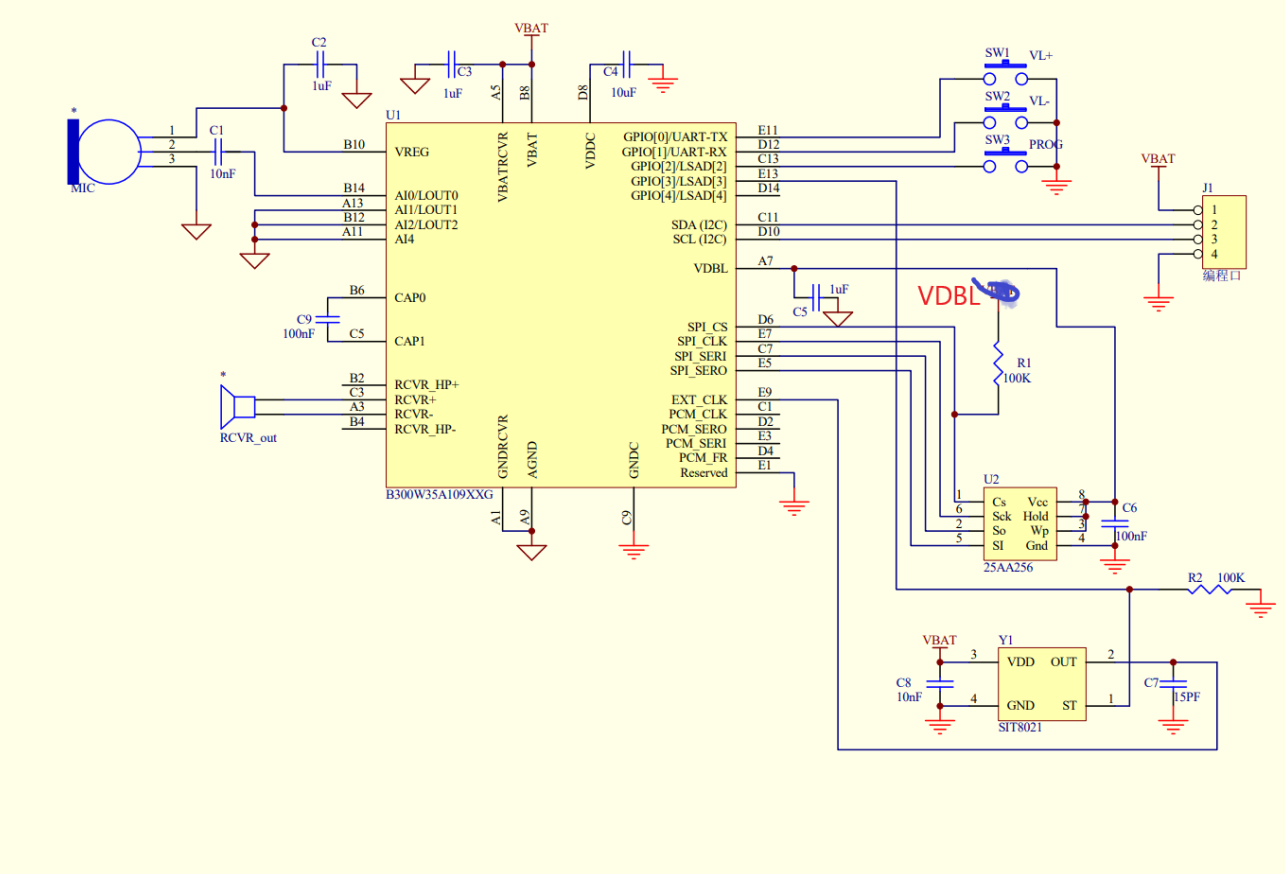 VBAT
C2
1uF
C3
1uF
C4
10uF
A5
B8
D8
SW1
VL+
SW2
VL-
SW3
PROG
*
MIC
1
2
3
C1
10nF
U1
B10
VREG
B14
AI0/LOUT0
A13
AI1/LOUT1
B12
AI2/LOUT2
A11
AI4
B6
CAP0
C9
100nF
C5
CAP1
B2
RCVR_HP+
C3
RCVR+
A3
RCVR-
B4
RCVR_HP-
*
RCVR_out
VBATRCVR
VBAT
VDDC
GNDRCVR
AGND
GNDC
A1
A9
C9
B300W35A109XXG
GPIO[0]/UART-TX
E11
GPIO[1]/UART-RX
D12
GPIO[2]/LSAD[2]
C13
GPIO[3]/LSAD[3]
E13
GPIO[4]/LSAD[4]
D14
SDA (I2C)
C11
SCL (I2C)
D10
VDBL
A7
SPI_CS
D6
SPI_CLK
E7
SPI_SERI
C7
SPI_SERO
E5
EXT_CLK
E9
PCM_CLK
C1
PCM_SERO
D2
PCM_SERI
E3
PCM_FR
D4
Reserved
E1
C5
1uF
VDBL
R1
100K
VBAT
J1
1
2
3
4
编程口
U2
1
Cs
Vcc
8
6
Sck
Hold
7
2
So
Wp
3
5
SI
Gnd
4
25AA256
C6
100nF
R2
100K
VBAT
C8
10nF
Y1
3
VDD
OUT
2
4
GND
ST
1
SIT8021
C7
15PF